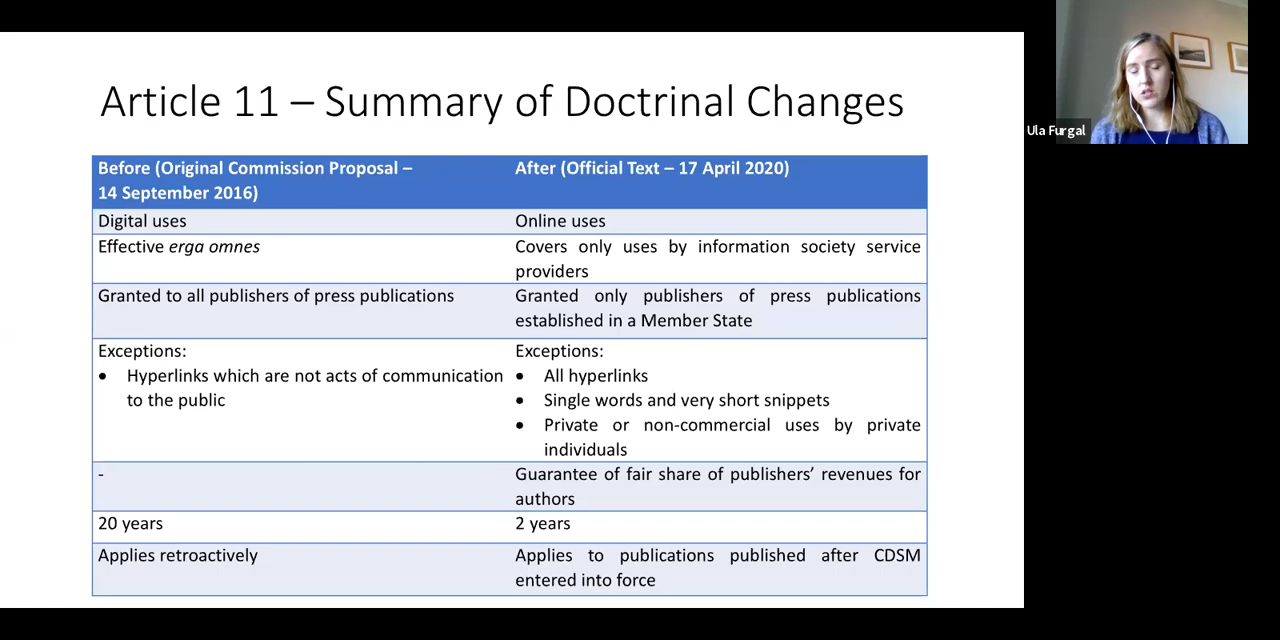 Article 11 – Summary of Doctrinal Changes
Before (Original Commission Proposal –
14 September 2016)
After (Official Text – 17 April 2020)
Digital uses
Online uses
Effective erga omnes
Covers only uses by information society service
providers
Granted to all publishers of press publications
Granted only publishers of press publications
established in a Member State
Exceptions:
• Hyperlinks which are not acts of communication
to the public
Exceptions:
• All hyperlinks
• Single words and very short snippets
• Private or non-commercial uses by private
individuals
-
Guarantee of fair share of publishers’ revenues for
authors
20 years
2 years
Applies retroactively
Applies to publications published after CDSM
entered into force
Ula Furgal